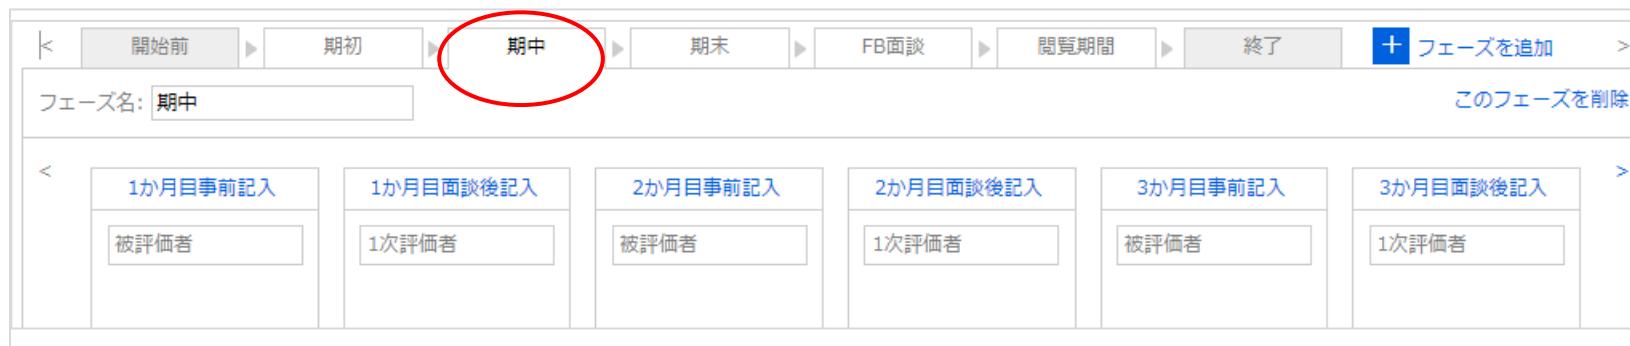 |< 開始前 期初 期中 期末 FB面談 閲覧期間 終了 + フェーズを追加 >
フェーズ名: 期中 このフェーズを削除
< 1か月目事前記入 1か月目面談後記入 2か月目事前記入 2か月目面談後記入 3か月目事前記入 3か月目面談後記入 >
被評価者 1次評価者 被評価者 1次評価者 被評価者 1次評価者